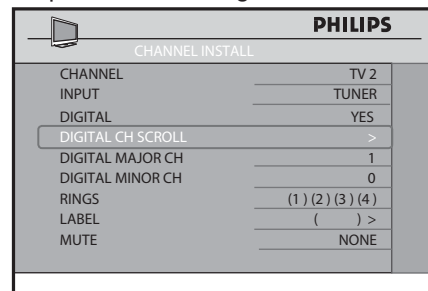 PHILIPS
CHANNEL INSTALL
CHANNEL TV 2
INPUT TUNER
DIGITAL YES
DIGITAL CH SCROLL >
DIGITAL MAJOR CH 1
DIGITAL MINOR CH 0
RINGS (1) (2) (3) (4)
LABEL ( ) >
MUTE NONE